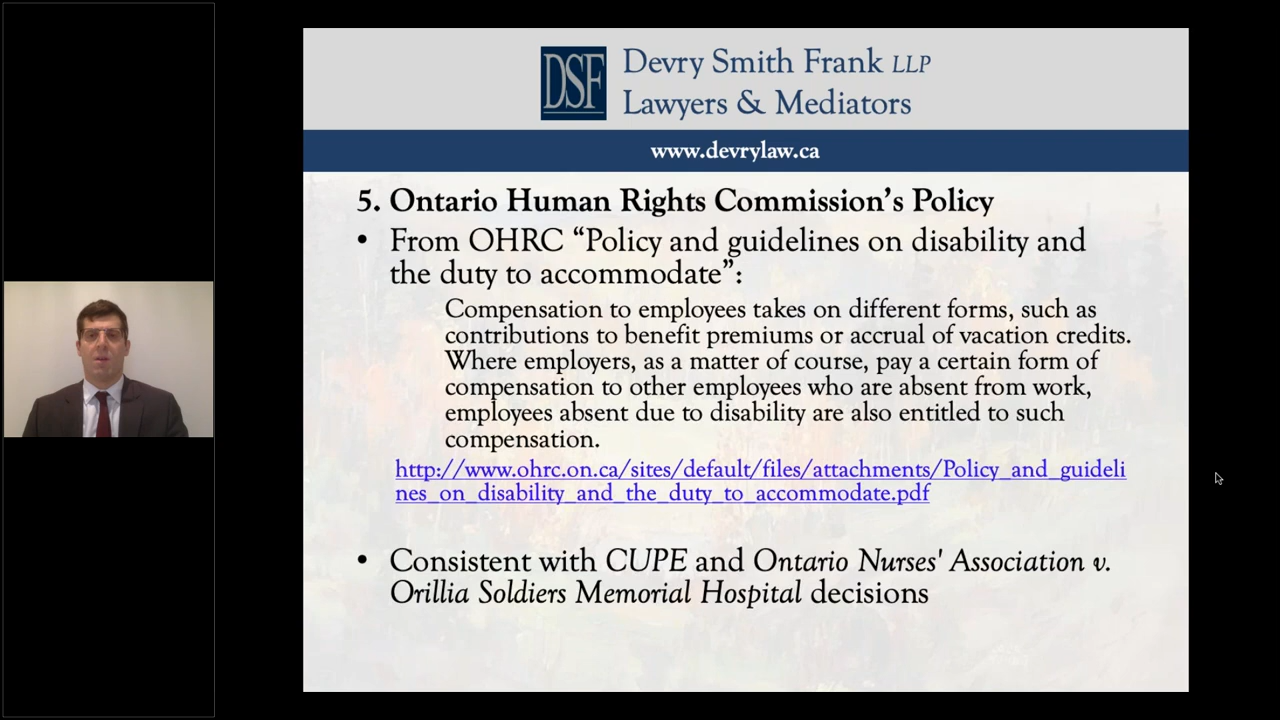 DSF
Devry Smith Frank LLP
Lawyers & Mediators
www.devrylaw.ca
5. Ontario Human Rights Commission’s Policy
• From OHRC “Policy and guidelines on disability and
the duty to accommodate”:
Compensation to employees takes on different forms, such as
contributions to benefit premiums or accrual of vacation credits.
Where employers, as a matter of course, pay a certain form of
compensation to other employees who are absent from work,
employees absent due to disability are also entitled to such
compensation.
http://www.ohrc.on.ca/sites/default/files/attachments/Policy_and_guideli
nes_on_disability_and_the_duty_to_accommodate.pdf
• Consistent with CUPE and Ontario Nurses' Association v.
Orillia Soldiers Memorial Hospital decisions